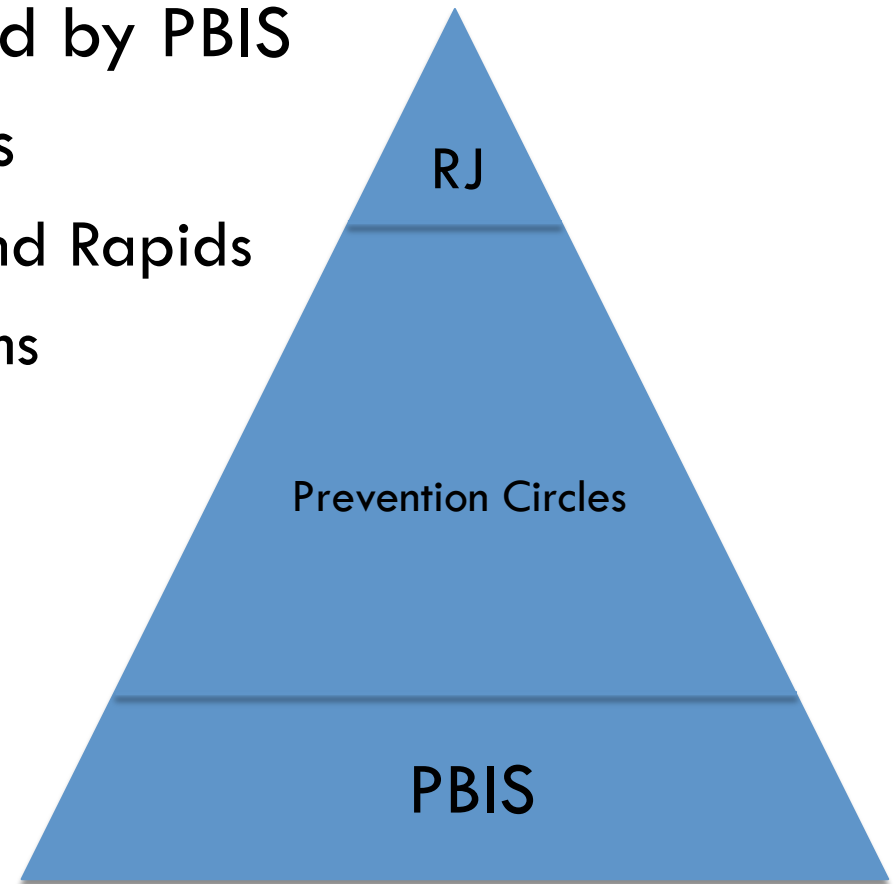 d by PBIS
s
nd Rapids
ns
RJ
Prevention Circles
PBIS